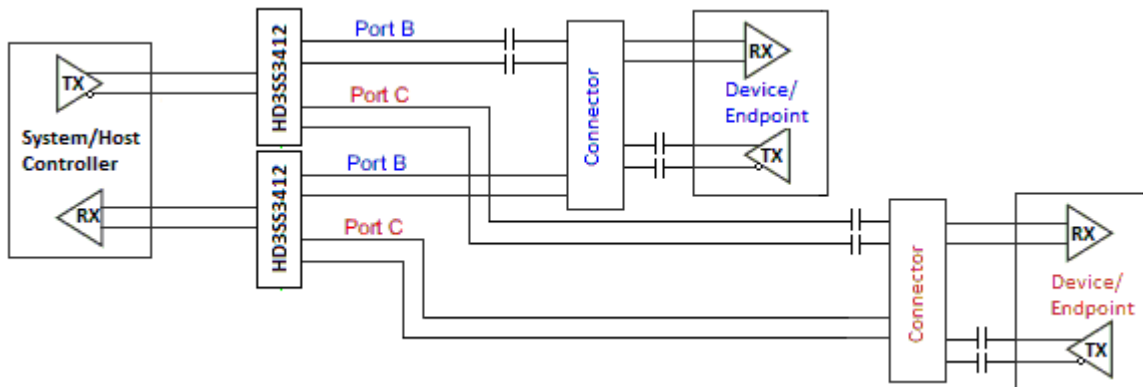 TX
System/Host
Controller
RX
HD3SS3412
HD3SS3412
Port B
Port C
Port B
Port C
Connector
RX
Device/
Endpoint
TX
Connector
RX
Device/
Endpoint
TX